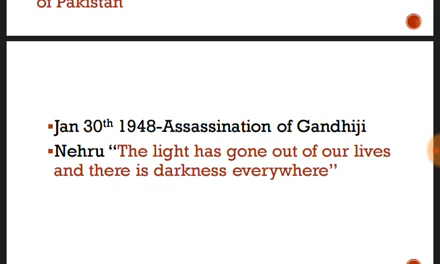 of Pakistan
▪Jan 30th 1948-Assassination of Gandhiji
▪Nehru “The light has gone out of our lives
and there is darkness everywhere”